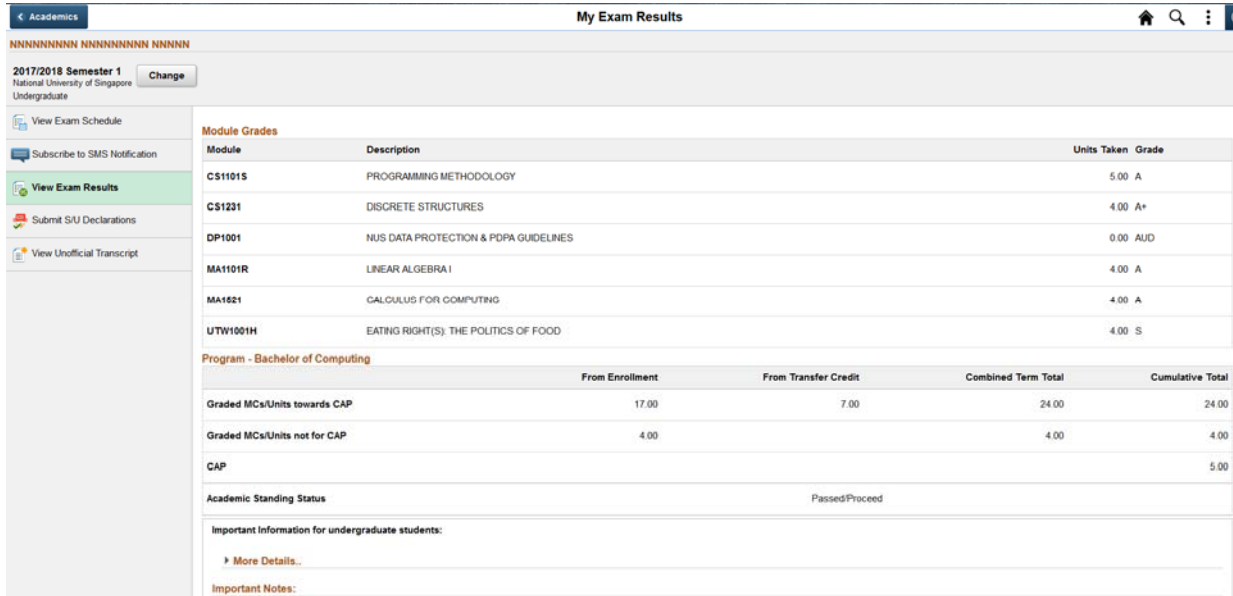 Academics
My Exam Results
NNNNNNNNN NNNNNNNNN NNNNN
2017/2018 Semester 1
National University of Singapore
Undergraduate
Change
View Exam Schedule
Subscribe to SMS Notification
View Exam Results
Submit S/U Declarations
View Unofficial Transcript
Module Grades
Module Description Units Taken Grade
CS1101S PROGRAMMING METHODOLOGY 5.00 A
CS1231 DISCRETE STRUCTURES 4.00 A+
DP1001 NUS DATA PROTECTION & PDPA GUIDELINES 0.00 AUD
MA1101R LINEAR ALGEBRA I 4.00 A
MA1521 CALCULUS FOR COMPUTING 4.00 A
UTW1001H EATING RIGHT(S): THE POLITICS OF FOOD 4.00 S
Program - Bachelor of Computing
From Enrollment From Transfer Credit Combined Term Total Cumulative Total
Graded MCs/Units towards CAP 17.00 7.00 24.00 24.00
Graded MCs/Units not for CAP 4.00 4.00 4.00
CAP 5.00
Academic Standing Status Passed/Proceed
Important Information for undergraduate students:
More Details..
Important Notes: